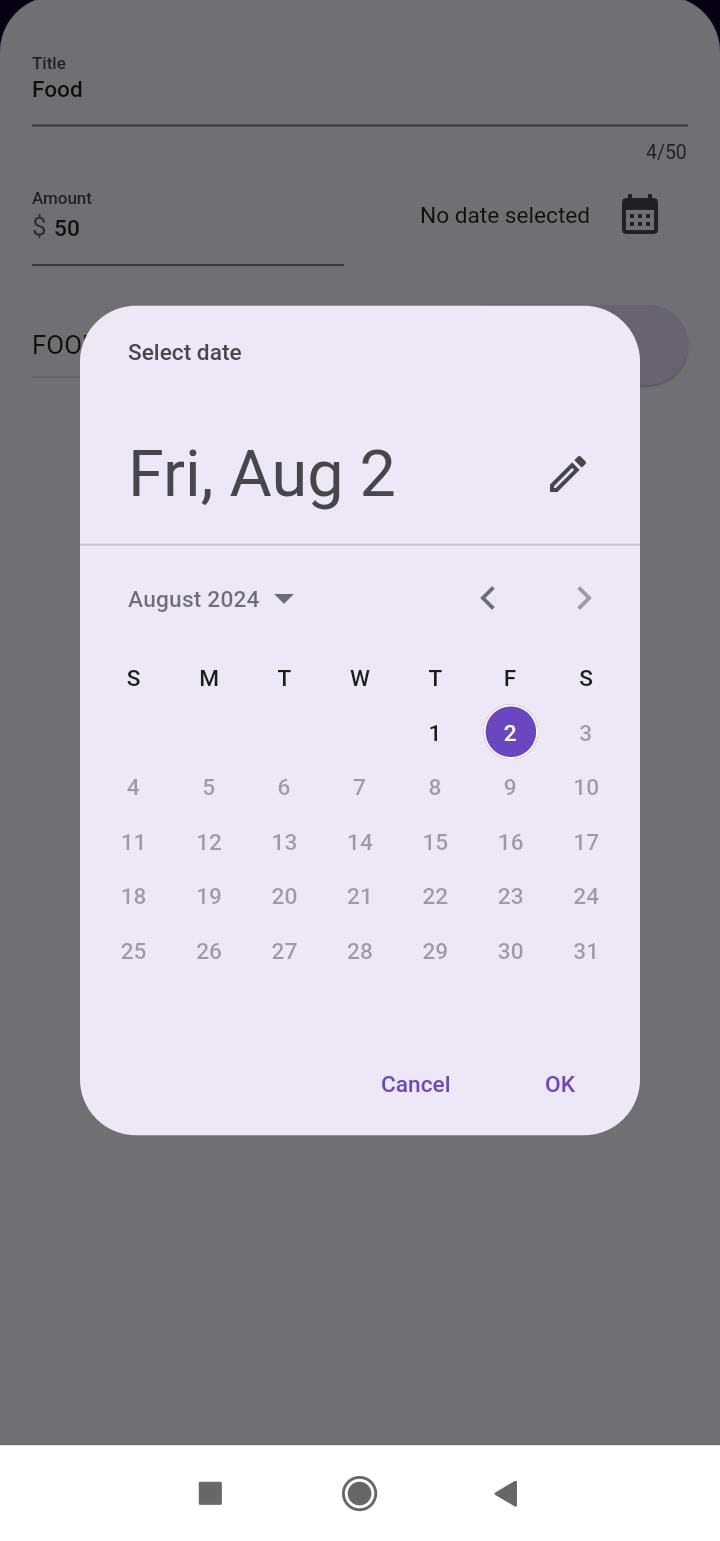 Title
Food
4/50
Amount
$ 50
No date selected
Select date
Fri, Aug 2
August 2024
S M T W T F S
1 2 3
4 5 6 7 8 9 10
11 12 13 14 15 16 17
18 19 20 21 22 23 24
25 26 27 28 29 30 31
Cancel OK